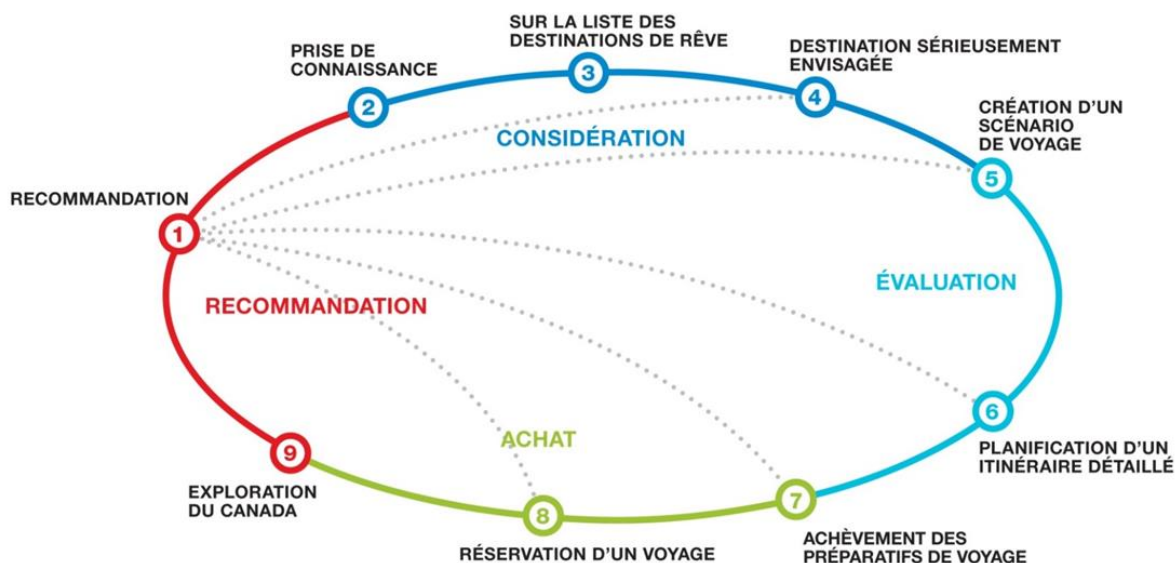 SUR LA LISTE DES
DESTINATIONS DE RÊVE
PRISE DE
CONNAISSANCE
DESTINATION SÉRIEUSEMENT
ENVISAGÉE
3
4
2
CRÉATION D'UN
SCÉNARIO
DE VOYAGE
CONSIDÉRATION
5
RECOMMANDATION
1
ÉVALUATION
RECOMMANDATION
6
ACHAT
PLANIFICATION D'UN
ITINÉRAIRE DÉTAILLÉ
9
EXPLORATION
DU CANADA
7
8
ACHÈVEMENT DES
PRÉPARATIFS DE VOYAGE
RÉSERVATION D'UN VOYAGE